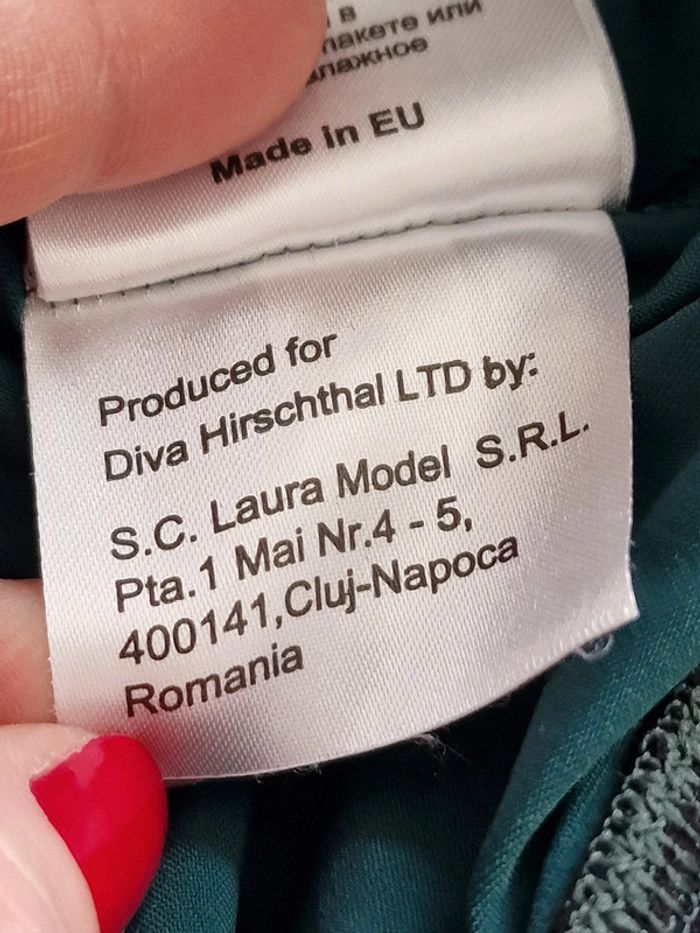 в
пакете или
влажное
Made in EU
Produced for
Diva Hirschthal LTD by:
S.C. Laura Model S.R.L.
Pta.1 Mai Nr.4 - 5,
400141,Cluj-Napoca
Romania